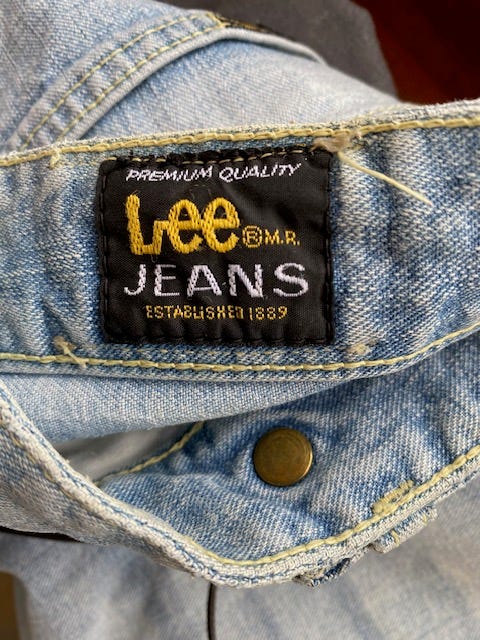 PREMIUM QUALITY
Lee ® M.R.
JEANS
ESTABLISHED 1889